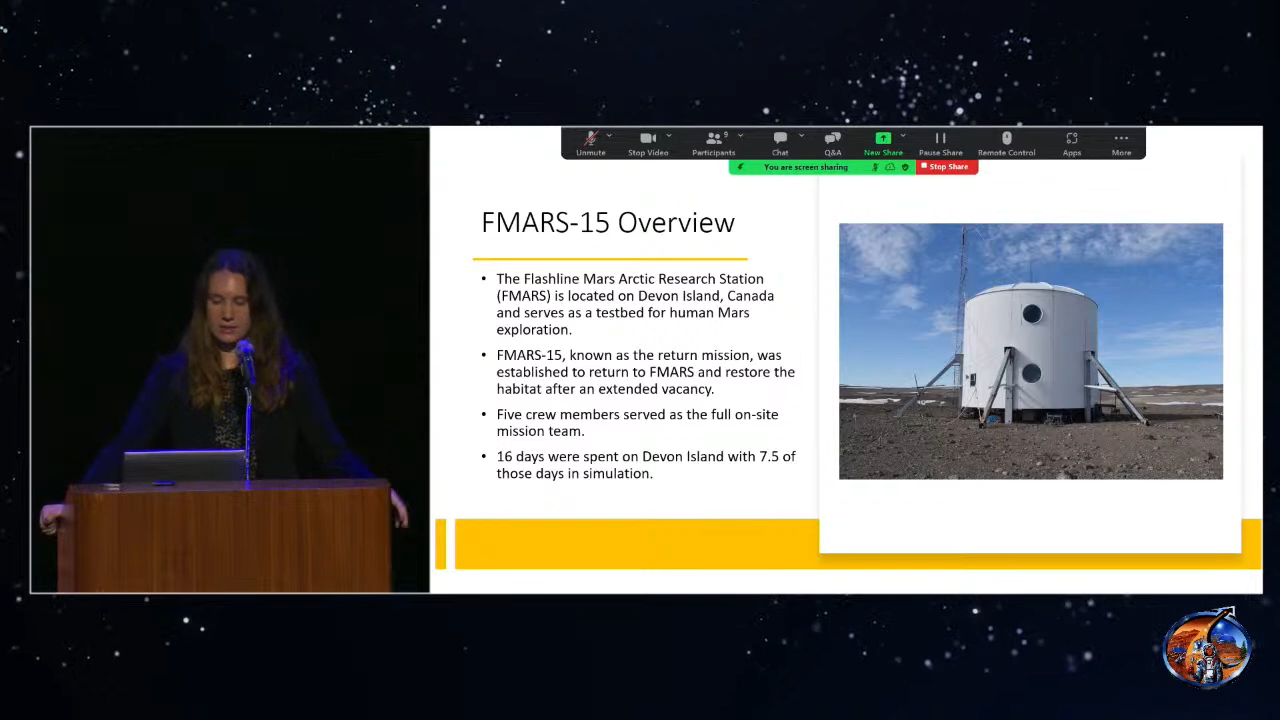 9
Unmute
Stop Video
Participants
Chat
Q&A
New Share
Pause Share
Remote Control
Apps
More
You are screen sharing
Stop Share
FMARS-15 Overview
• The Flashline Mars Arctic Research Station
(FMARS) is located on Devon Island, Canada
and serves as a testbed for human Mars
exploration.
• FMARS-15, known as the return mission, was
established to return to FMARS and restore the
habitat after an extended vacancy.
• Five crew members served as the full on-site
mission team.
• 16 days were spent on Devon Island with 7.5 of
those days in simulation.